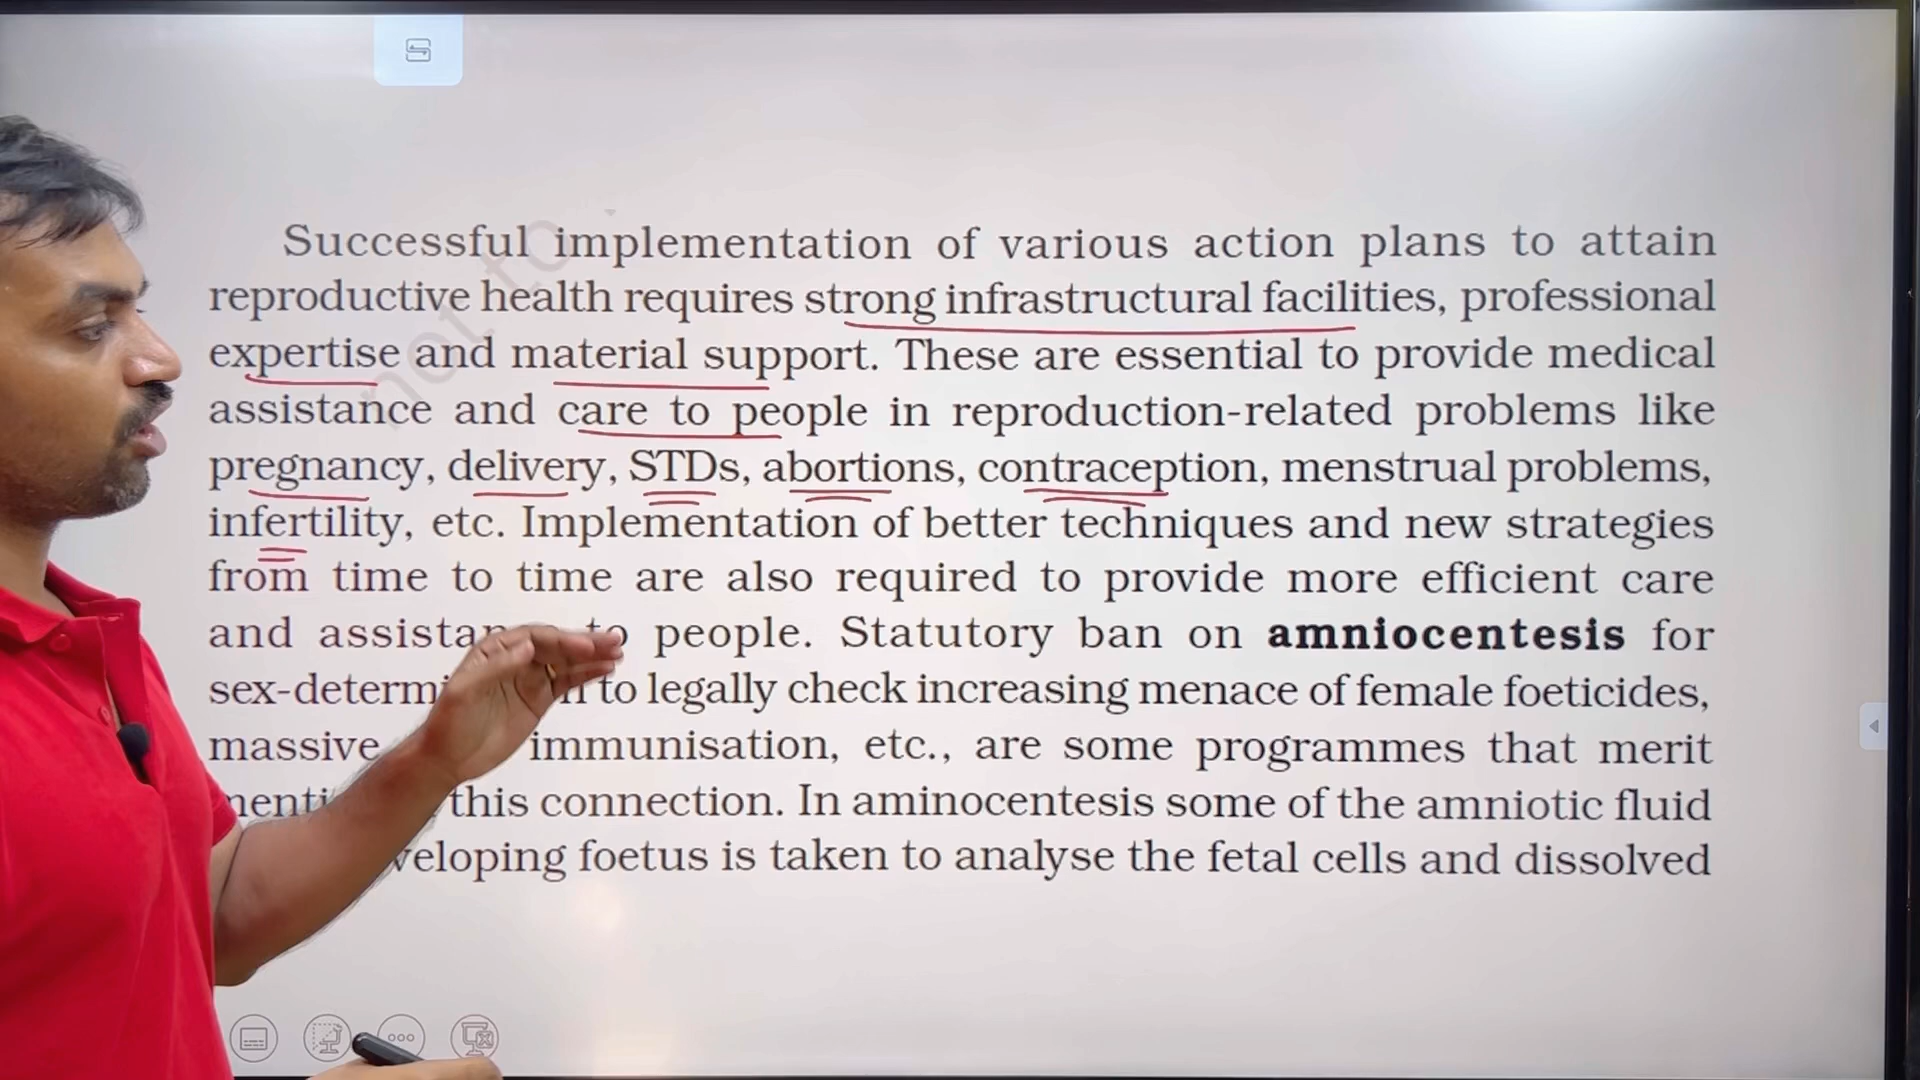 Successful implementation of various action plans to attain
reproductive health requires strong infrastructural facilities, professional
expertise and material support. These are essential to provide medical
assistance and care to people in reproduction-related problems like
pregnancy, delivery, STDs, abortions, contraception, menstrual problems,
infertility, etc. Implementation of better techniques and new strategies
from time to time are also required to provide more efficient care
and to people. Statutory ban on amniocentesis for
to legally check increasing menace of female foeticides,
massive immunisation, etc., are some programmes that merit
this connection. In aminocentesis some of the amniotic fluid
foetus is taken to analyse the fetal cells and dissolved
not to